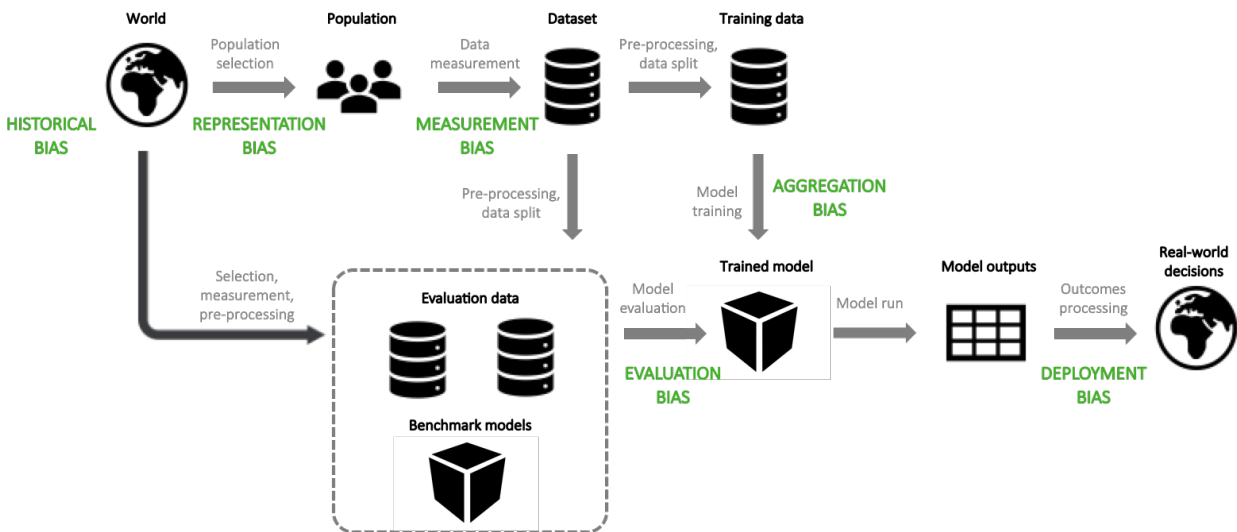 World
Population
Dataset
Training data
Population
selection
Data
measurement
Pre-processing,
data split
HISTORICAL
BIAS
REPRESENTATION
BIAS
MEASUREMENT
BIAS
Pre-processing,
data split
Model
training
AGGREGATION
BIAS
Selection,
measurement,
pre-processing
Evaluation data
Benchmark models
Model
evaluation
EVALUATION
BIAS
Trained model
Model run
Model outputs
Outcomes
processing
DEPLOYMENT
BIAS
Real-world
decisions